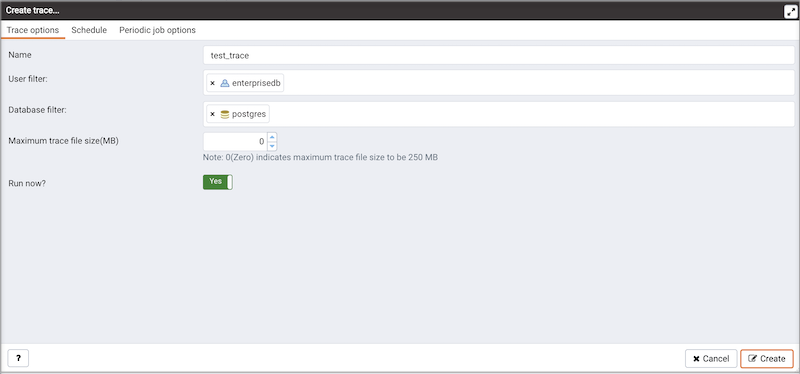 Create trace...
Trace options Schedule Periodic job options
Name test_trace
User filter: × enterprisedb
Database filter: × postgres
Maximum trace file size(MB) 0
Note: 0(Zero) indicates maximum trace file size to be 250 MB
Run now? Yes
? × Cancel Create